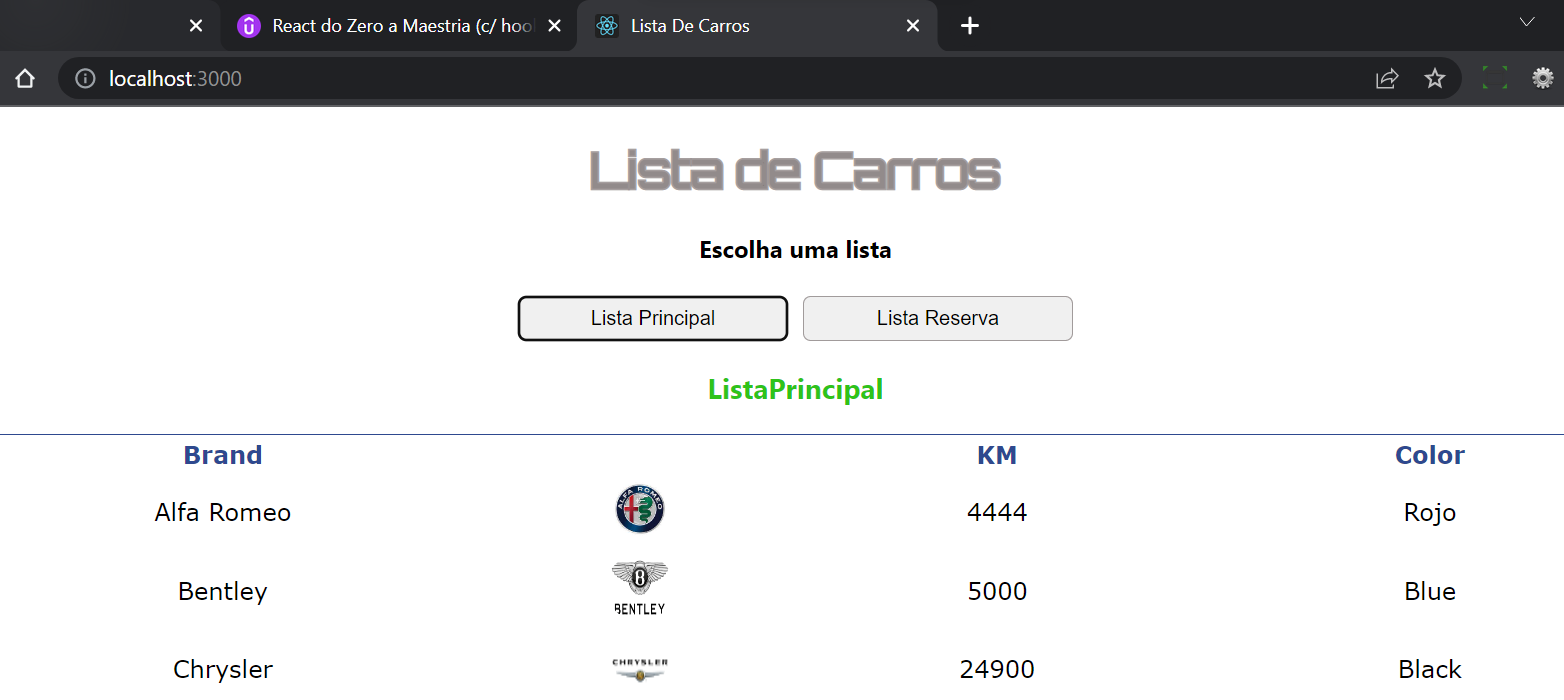 React do Zero a Maestria (c/ hoo
Lista De Carros
localhost:3000
Lista de Carros
Escolha uma lista
Lista Principal
Lista Reserva
ListaPrincipal
Brand KM Color
Alfa Romeo ALFA ROMEO 4444 Rojo
Bentley B BENTLEY 5000 Blue
Chrysler CHRYSLER 24900 Black